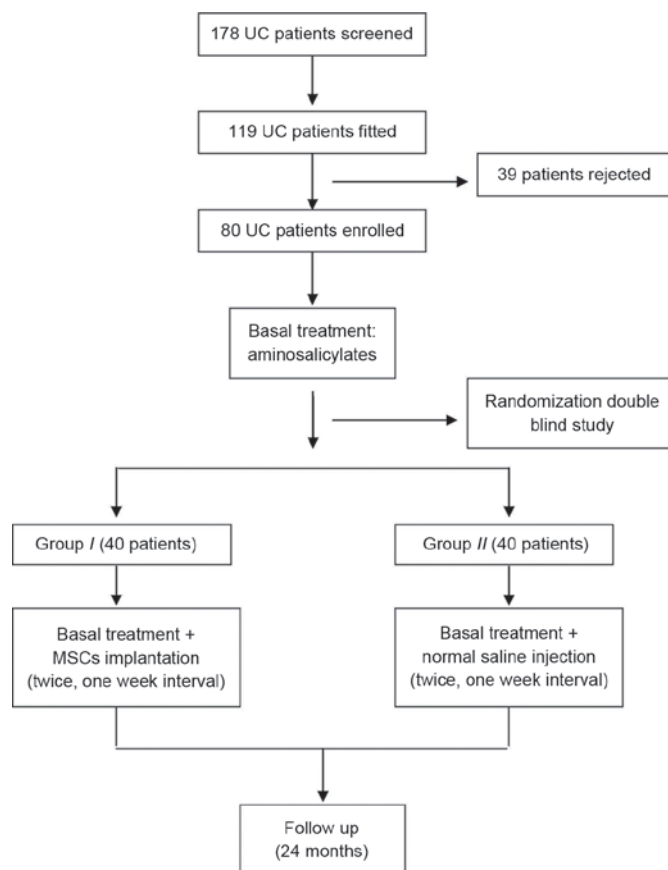 178 UC patients screened
119 UC patients fitted
39 patients rejected
80 UC patients enrolled
Basal treatment:
aminosalicylates
Randomization double
blind study
Group I (40 patients)
Group II (40 patients)
Basal treatment +
MSCs implantation
(twice, one week interval)
Basal treatment +
normal saline injection
(twice, one week interval)
Follow up
(24 months)